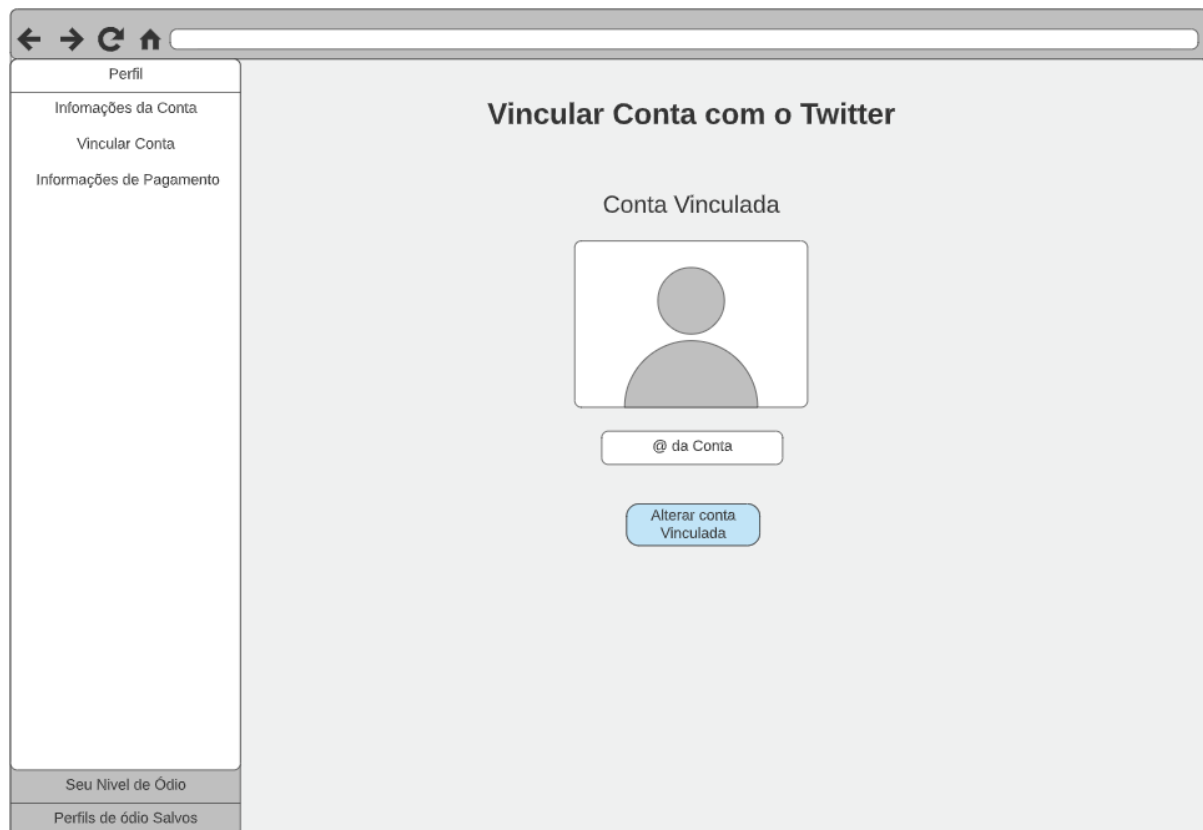 Perfil
Infomações da Conta
Vincular Conta
Informações de Pagamento
Seu Nivel de Ódio
Perfils de ódio Salvos
Vincular Conta com o Twitter
Conta Vinculada
@ da Conta
Alterar conta
Vinculada